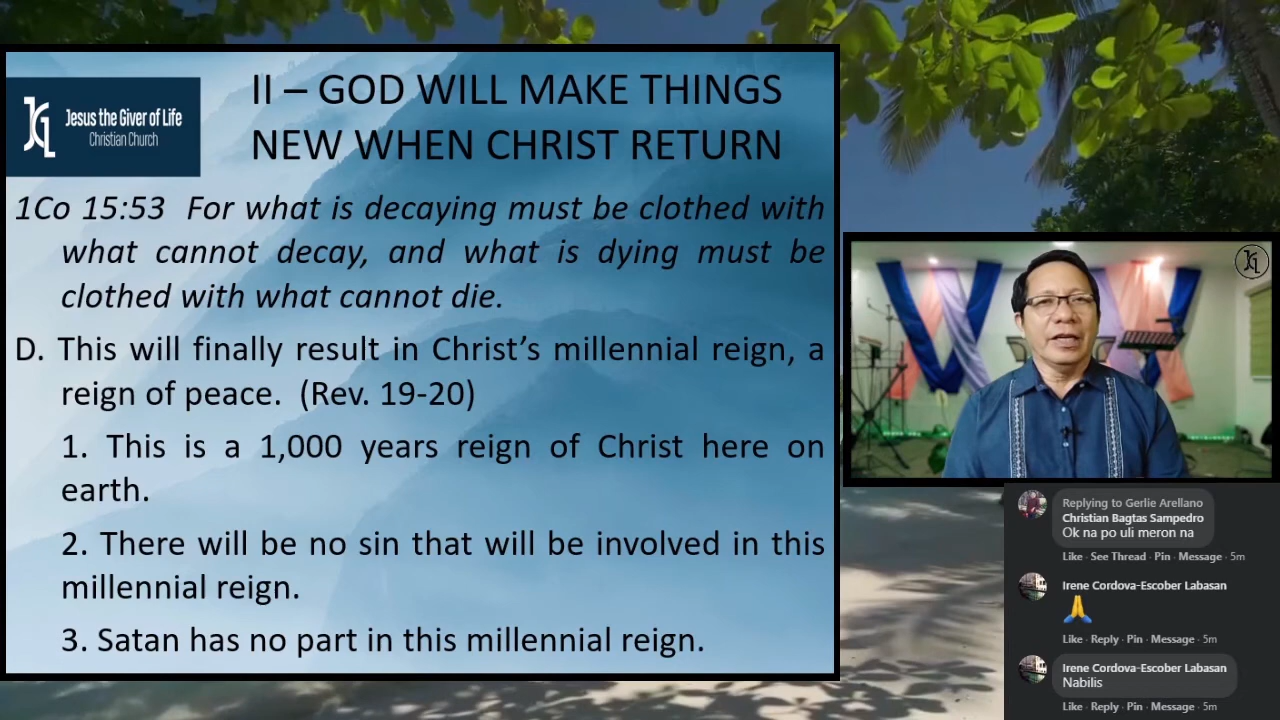 Jesus the Giver of Life
Christian Church
II – GOD WILL MAKE THINGS
NEW WHEN CHRIST RETURN
1Co 15:53 For what is decaying must be clothed with
what cannot decay, and what is dying must be
clothed with what cannot die.
D. This will finally result in Christ’s millennial reign, a
reign of peace. (Rev. 19-20)
1. This is a 1,000 years reign of Christ here on
earth.
2. There will be no sin that will be involved in this
millennial reign.
3. Satan has no part in this millennial reign.
Replying to Gerlie Arellano
Christian Bagtas Sampedro
Ok na po uli meron na
Like · See Thread · Pin · Message · 5m
Irene Cordova-Escober Labasan
Like · Reply · Pin · Message · 5m
Irene Cordova-Escober Labasan
Nabilis
Like · Reply · Pin · Message · 5m